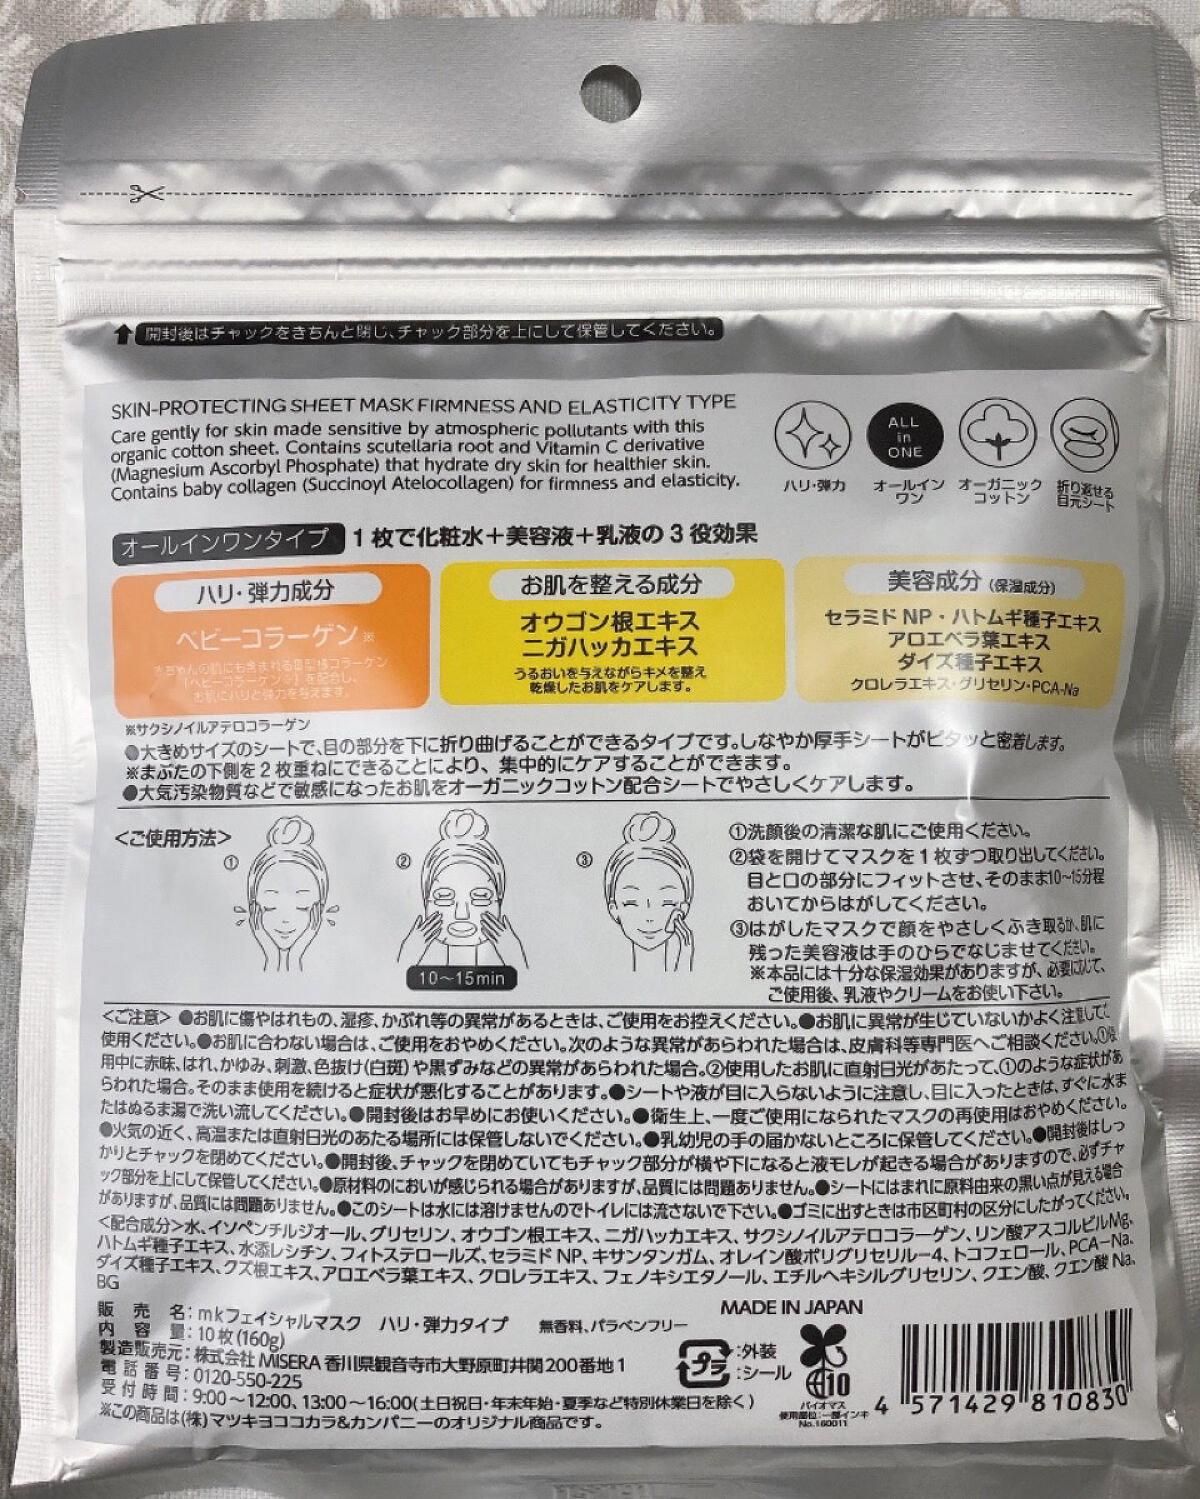 開封後はチャックをきちんと閉じ、チャック部分を上にして保管してください。
SKIN-PROTECTING SHEET MASK FIRMNESS AND ELASTICITY TYPE
Care gently for skin made sensitive by atmospheric pollutants with this
organic cotton sheet. Contains scutellaria root and Vitamin C derivative
(Magnesium Ascorbyl Phosphate) that hydrate dry skin for healthier skin.
Contains baby collagen (Succinoyl Atelocollagen) for firmness and elasticity.
ALL
in
ONE
ハリ・弾力
オールイン
ワン
オーガニック
コットン
折り返せる
目元シート
オールインワンタイプ 1枚で化粧水＋美容液＋乳液の3役効果
ハリ・弾力成分
ベビーコラーゲン※
赤ちゃんの肌にも含まれるⅢ型様コラーゲン
「ベビーコラーゲン※」を配合し、
お肌にハリと弾力を与えます。
お肌を整える成分
オウゴン根エキス
ニガハッカエキス
うるおいを与えながらキメを整え
乾燥したお肌をケアします。
美容成分（保湿成分）
セラミド NP・ハトムギ種子エキス
アロエベラ葉エキス
ダイズ種子エキス
クロレラエキス・グリセリン・PCA-Na
※サクシノイルアテロコラーゲン
●大きめサイズのシートで、目の部分を下に折り曲げることができるタイプです。しなやか厚手シートがピタッと密着します。
※まぶたの下側を2枚重ねにできることにより、集中的にケアすることができます。
●大気汚染物質などで敏感になったお肌をオーガニックコットン配合シートでやさしくケアします。
＜ご使用方法＞
①
②
③
10〜15min
①洗顔後の清潔な肌にご使用ください。
②袋を開けてマスクを1枚ずつ取り出してください。
目と口の部分にフィットさせ、そのまま10〜15分程
おいてからはがしてください。
③はがしたマスクで顔をやさしくふき取るか、肌に
残った美容液は手のひらでなじませてください。
※本品には十分な保湿効果がありますが、必要に応じて、
ご使用後、乳液やクリームをお使い下さい。
＜ご注意＞●お肌に傷やはれもの、湿疹、かぶれ等の異常があるときは、ご使用をお控えください。●お肌に異常が生じていないかよく注意してご
使用ください。●お肌に合わない場合は、ご使用をおやめください。次のような異常があらわれた場合は、皮膚科等専門医へご相談ください。①使
用中に赤味、はれ、かゆみ、刺激、色抜け(白斑)や黒ずみなどの異常があらわれた場合。②使用したお肌に直射日光があたって、①のような症状があ
らわれた場合。そのまま使用を続けると症状が悪化することがあります。●シートや液が目に入らないように注意し、目に入ったときは、すぐに水ま
たはぬるま湯で洗い流してください。●開封後はお早めにお使いください。●衛生上、一度ご使用になられたマスクの再使用はおやめください。
●火気の近く、高温または直射日光のあたる場所には保管しないでください。●乳幼児の手の届かないところに保管してください。●開封後はしっ
かりとチャックを閉めてください。●開封後、チャックを閉めていてもチャック部分が横や下になると液モレが起きる場合がありますので、必ずチャ
ック部分を上にして保管してください。●原材料のにおいが感じられる場合がありますが、品質には問題ありません。●シートにはまれに原料由来の黒い点が見える場合
がありますが、品質には問題ありません。●このシートは水には溶けませんのでトイレには流さないで下さい。●ゴミに出すときは市区町村の区分にしたがってください。
＜配合成分＞水、イソペンチルジオール、グリセリン、オウゴン根エキス、ニガハッカエキス、サクシノイルアテロコラーゲン、リン酸アスコルビルMg、
ハトムギ種子エキス、水添レシチン、フィトステロールズ、セラミド NP、キサンタンガム、オレイン酸ポリグリセリル－4、トコフェロール、PCA－Na、
ダイズ種子エキス、クズ根エキス、アロエベラ葉エキス、クロレラエキス、フェノキシエタノール、エチルヘキシルグリセリン、クエン酸、クエン酸 Na、
BG
販売名：mkフェイシャルマスク ハリ・弾力タイプ 無香料、パラベンフリー
内容量：10枚(160g)
製造販売元：株式会社 MISERA 香川県観音寺市大野原町井関200番地1
電話番号：0120-550-225
受付時間：9:00〜12:00、13:00〜16:00(土日祝日・年末年始・夏季など特別休業日を除く)
※この商品は(株)マツキヨココカラ&カンパニーのオリジナル商品です。
MADE IN JAPAN
プラ
：外装
：シール
10
バイオマス
使用部位：一部インキ
No.160011
4 571429 810830